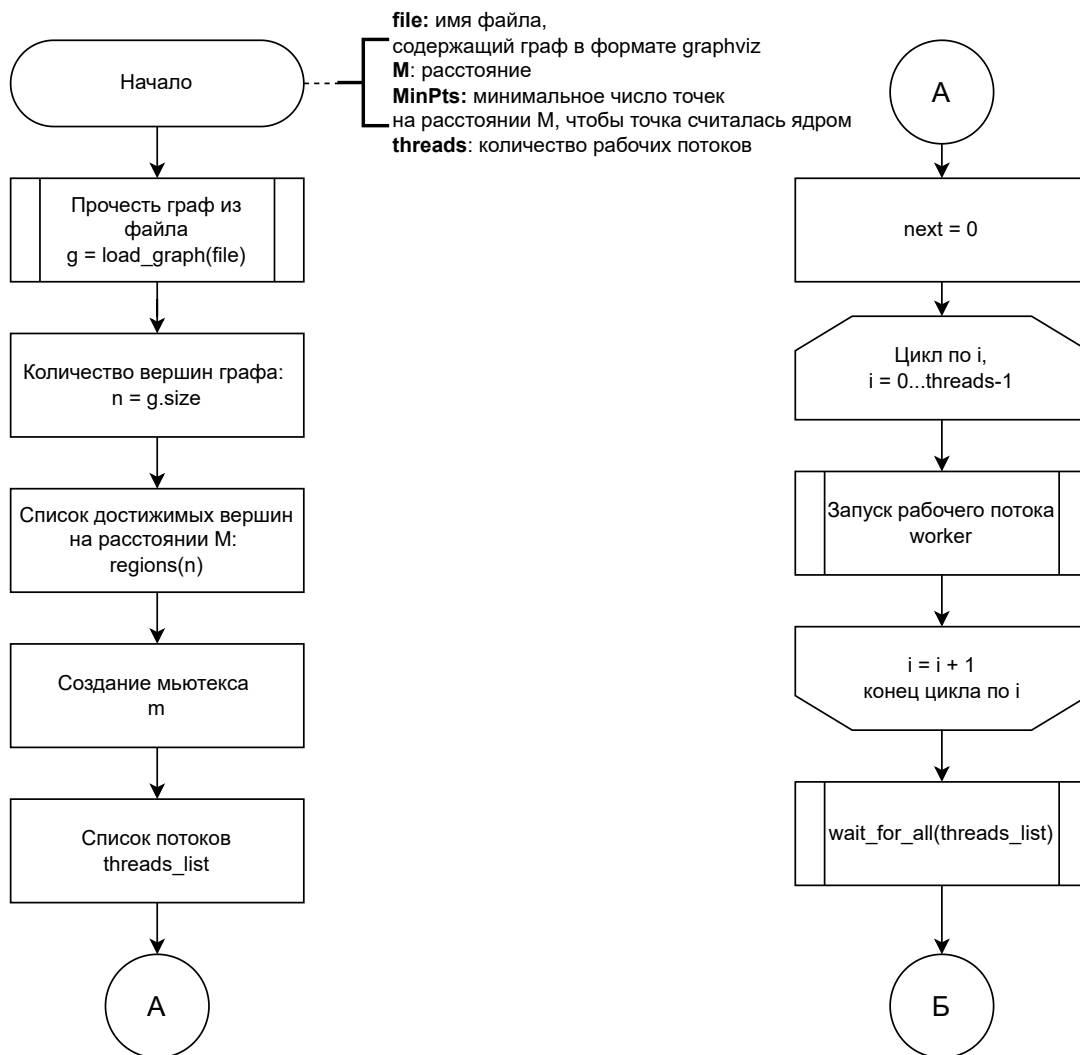 Начало
file: имя файла,
содержащий граф в формате graphviz
M: расстояние
MinPts: минимальное число точек
на расстоянии M, чтобы точка считалась ядром
threads: количество рабочих потоков
Прочесть граф из
файла
g = load_graph(file)
Количество вершин графа:
n = g.size
Список достижимых вершин
на расстоянии M:
regions(n)
Создание мьютекса
m
Список потоков
threads_list
А
А
next = 0
Цикл по i,
i = 0...threads-1
Запуск рабочего потока
worker
i = i + 1
конец цикла по i
wait_for_all(threads_list)
Б